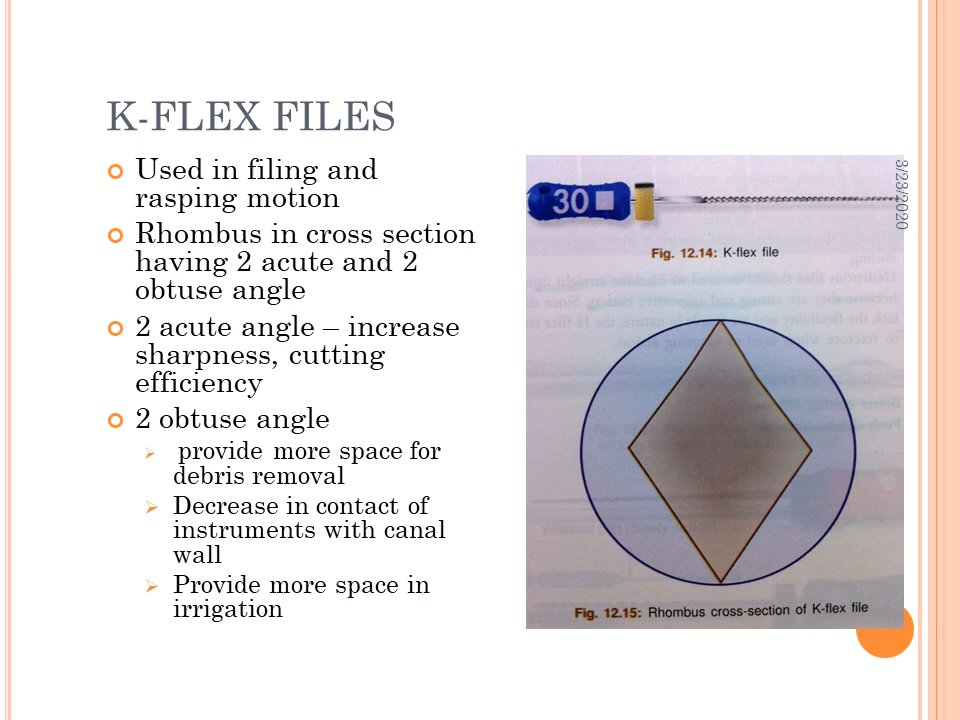 K-FLEX FILES
Used in filing and
rasping motion
Rhombus in cross section
having 2 acute and 2
obtuse angle
2 acute angle – increase
sharpness, cutting
efficiency
2 obtuse angle
provide more space for
debris removal
Decrease in contact of
instruments with canal
wall
Provide more space in
irrigation
3/23/2020
30
Fig. 12.14: K-flex file
Fig. 12.15: Rhombus cross-section of K-flex file